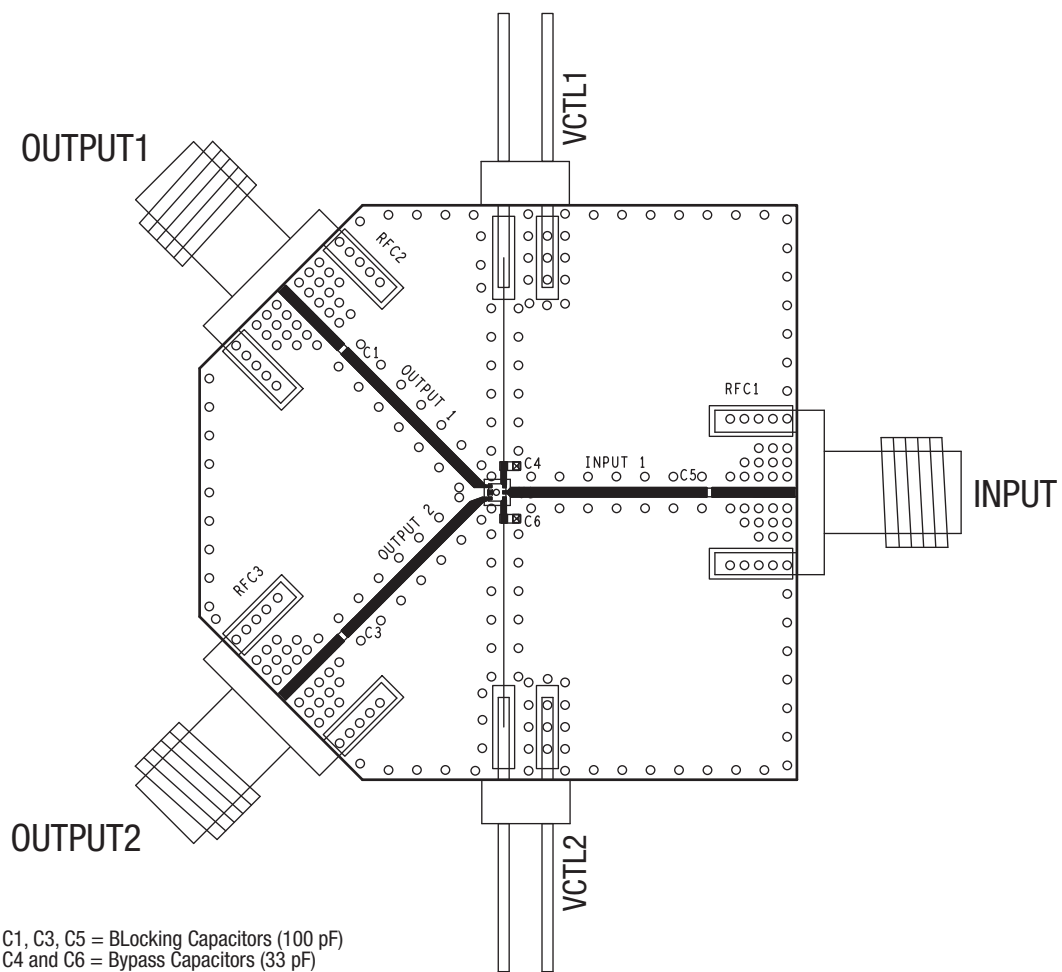 VCTL1
OUTPUT1
RFC2
C1
OUTPUT 1
RFC1
C4
INPUT 1
C5
INPUT
C6
OUTPUT 2
RFC3
C3
OUTPUT2
VCTL2
C1, C3, C5 = BLocking Capacitors (100 pF)
C4 and C6 = Bypass Capacitors (33 pF)